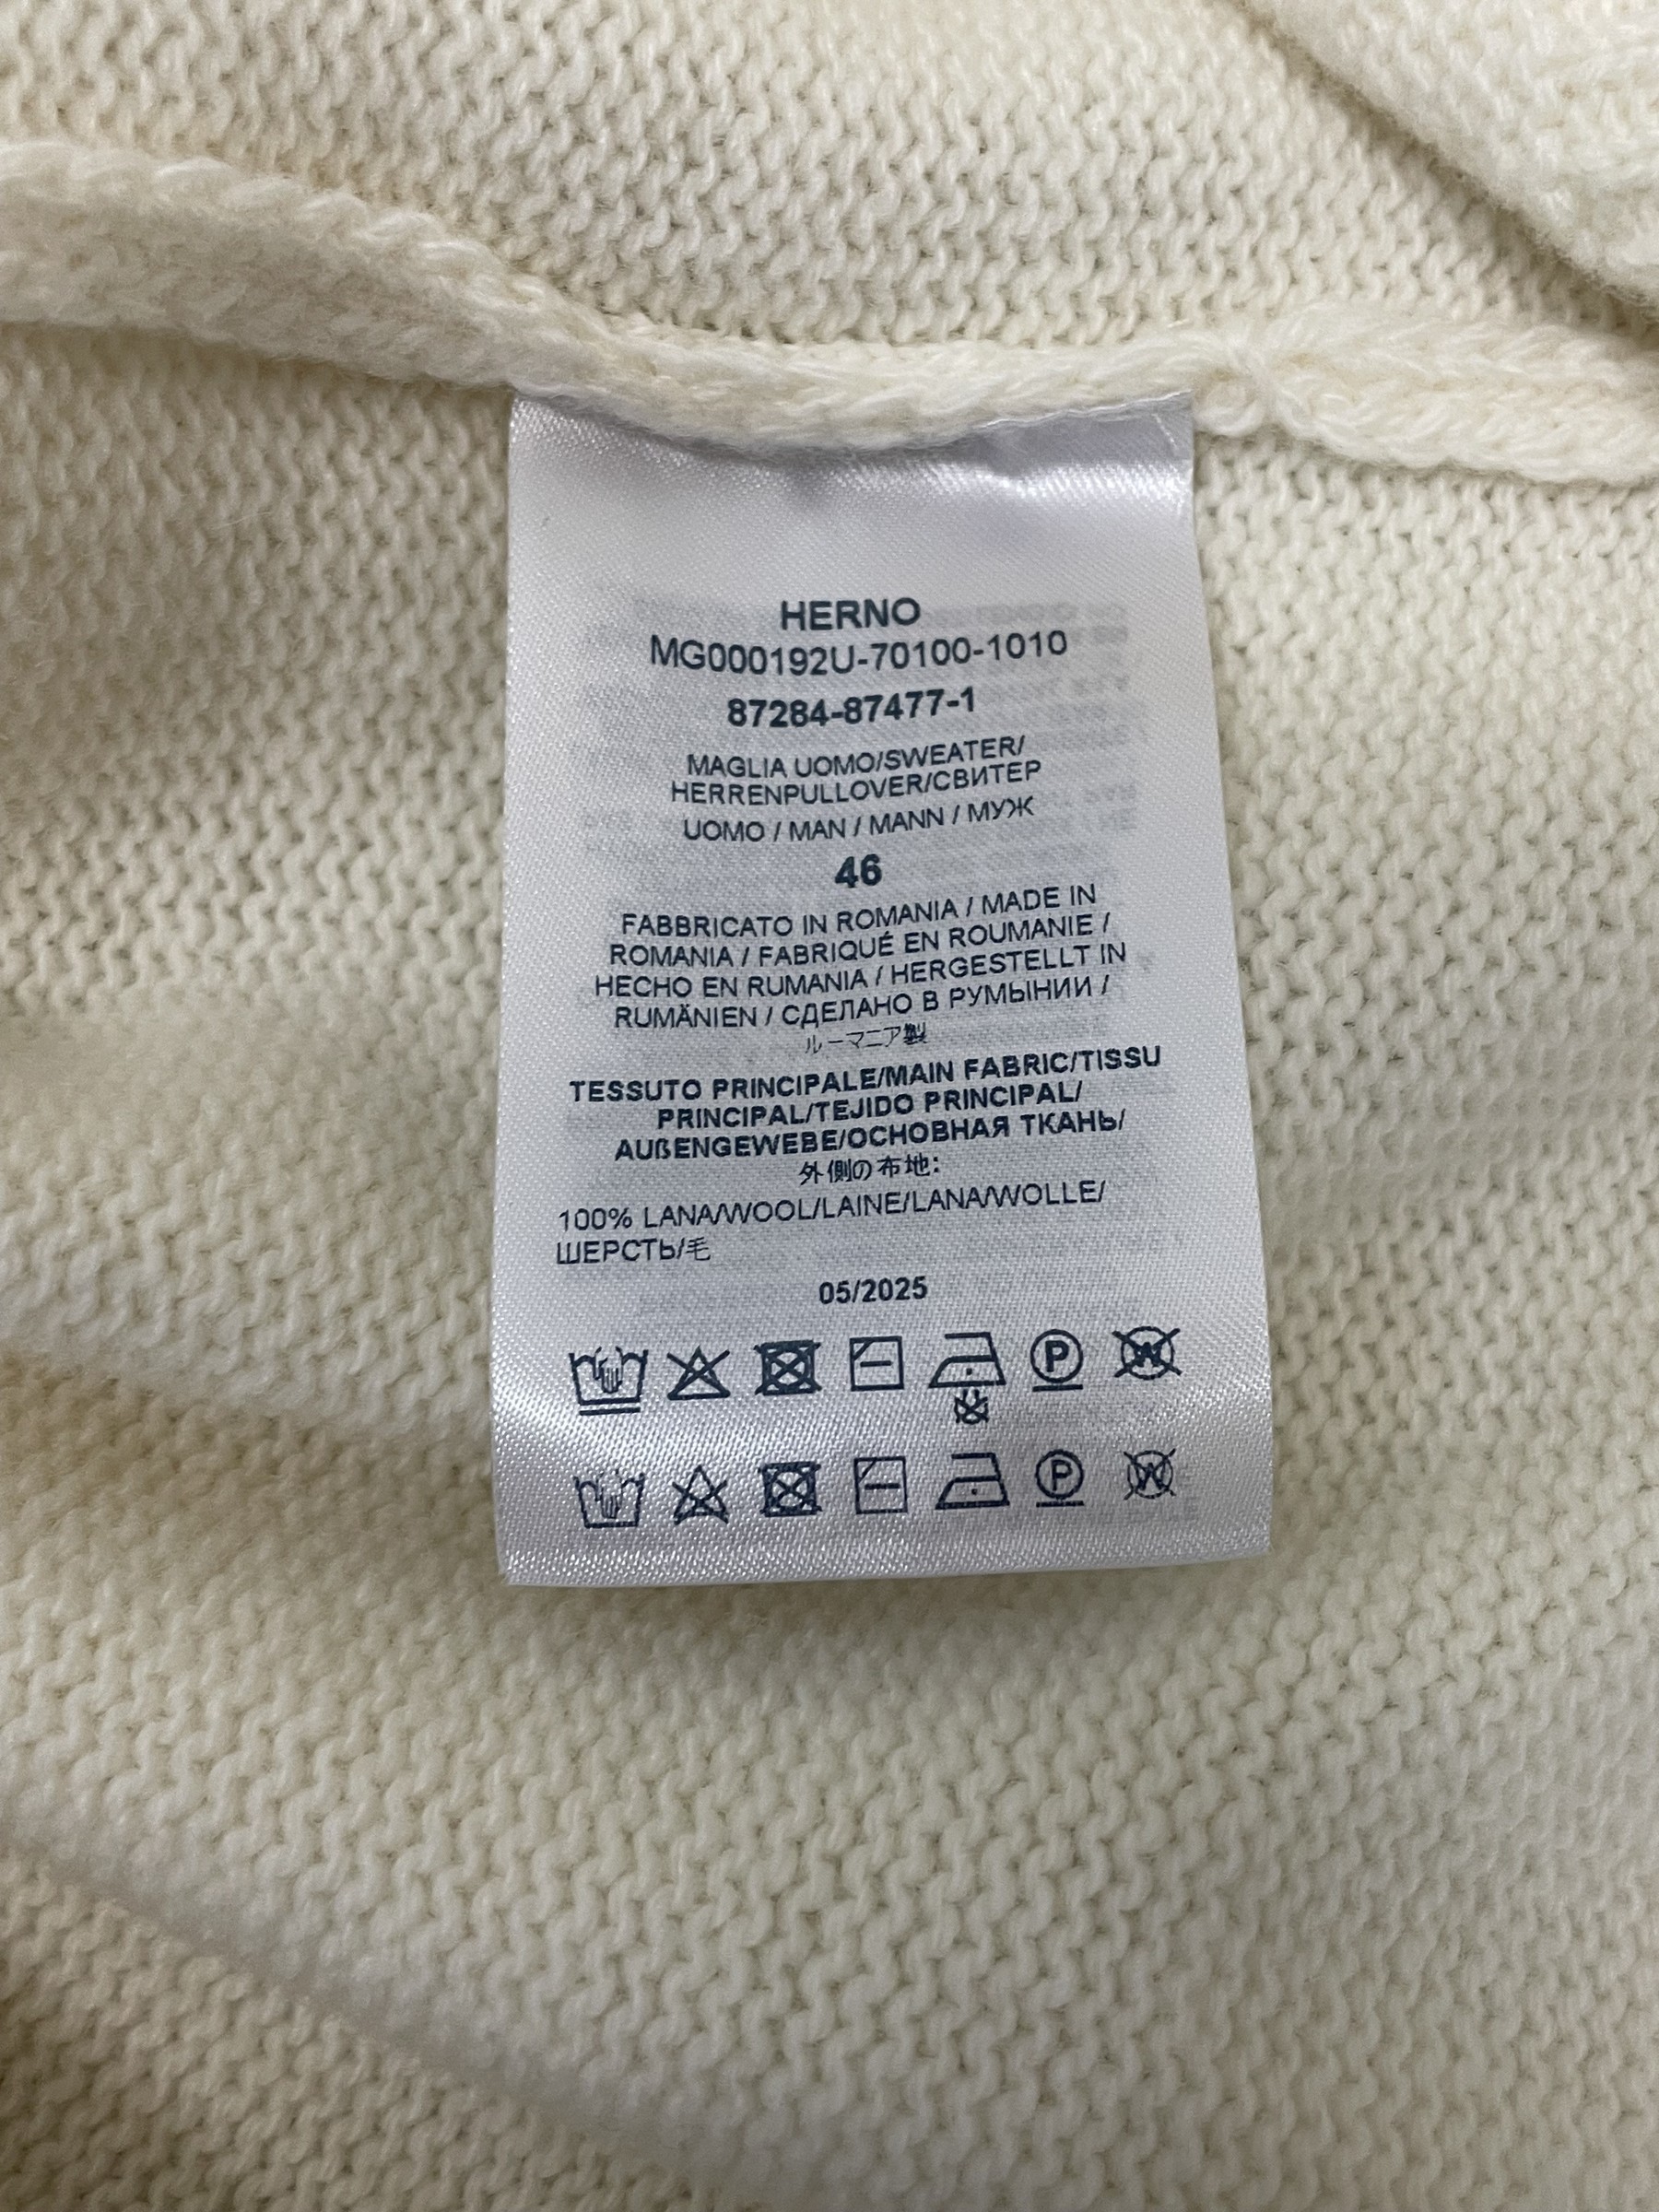 HERNO
MG000192U-70100-1010
87284-87477-1
MAGLIA UOMO/SWEATER/
HERRENPULLOVER/СВИТЕР
UOMO / MAN / MANN / МУЖ
46
FABBRICATO IN ROMANIA / MADE IN
ROMANIA / FABRIQUÉ EN ROUMANIE /
HECHO EN RUMANIA / HERGESTELLT IN
RUMÄNIEN / СДЕЛАНО В РУМЫНИИ /
ルーマニア製
TESSUTO PRINCIPALE/MAIN FABRIC/TISSU
PRINCIPAL/TEJIDO PRINCIPAL/
AUßENGEWEBE/ОСНОВНАЯ ТКАНЬ/
外側の布地:
100% LANA/WOOL/LAINE/LANA/WOLLE/
ШЕРСТЬ/毛
05/2025
P W
P W